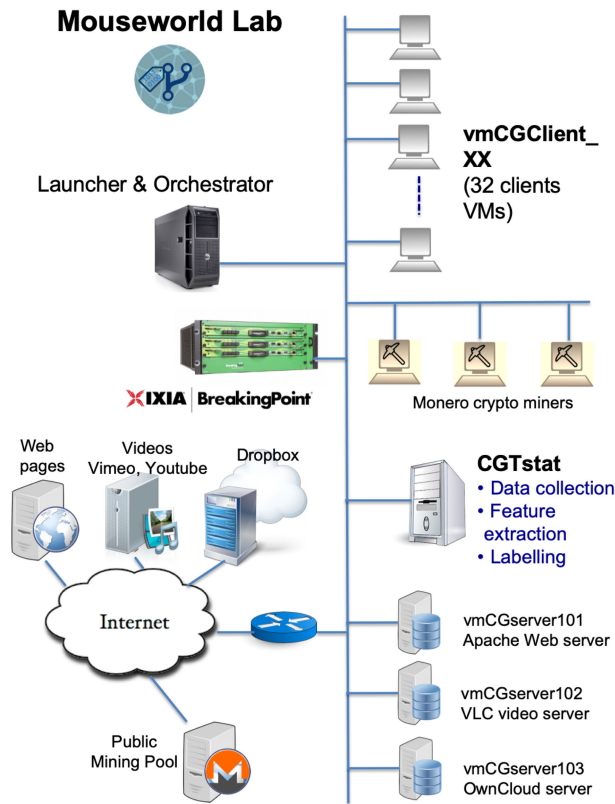 Mouseworld Lab
vmCGClient_
XX
(32 clients
VMs)
Launcher & Orchestrator
IXIA BreakingPoint
Monero crypto miners
Web
pages
Videos
Vimeo, Youtube
Dropbox
CGTstat
• Data collection
• Feature
extraction
• Labelling
Internet
vmCGserver101
Apache Web server
vmCGserver102
VLC video server
Public
Mining Pool
vmCGserver103
OwnCloud server